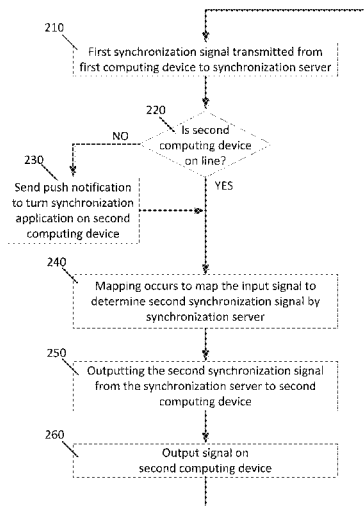 210
First synchronization signal transmitted from
first computing device to synchronization server
220
Is second
computing device
on line?
NO
230
Send push notification
to turn synchronization
application on second
computing device
YES
240
Mapping occurs to map the input signal to
determine second synchronization signal by
synchronization server
250
Outputting the second synchronization signal
from the synchronization server to second
computing device
260
Output signal on
second computing device